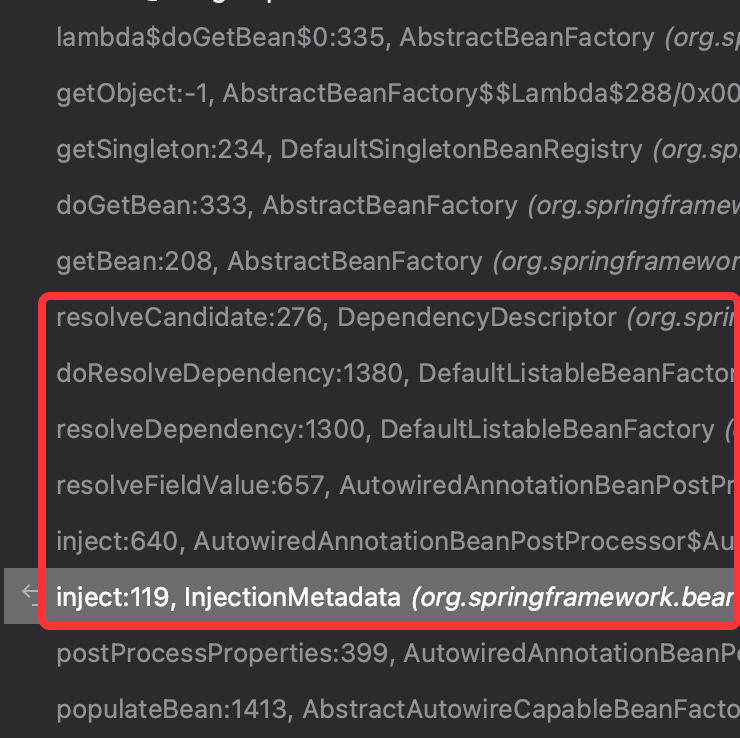 lambda$doGetBean$0:335, AbstractBeanFactory (org.sp
getObject:-1, AbstractBeanFactory$$Lambda$288/0x00
getSingleton:234, DefaultSingletonBeanRegistry (org.sp
doGetBean:333, AbstractBeanFactory (org.springframew
getBean:208, AbstractBeanFactory (org.springframewor
resolveCandidate:276, DependencyDescriptor (org.sprin
doResolveDependency:1380, DefaultListableBeanFactor
resolveDependency:1300, DefaultListableBeanFactory (
resolveFieldValue:657, AutowiredAnnotationBeanPostPr
inject:640, AutowiredAnnotationBeanPostProcessor$Au
inject:119, InjectionMetadata (org.springframework.bean
postProcessProperties:399, AutowiredAnnotationBeanPo
populateBean:1413, AbstractAutowireCapableBeanFacto